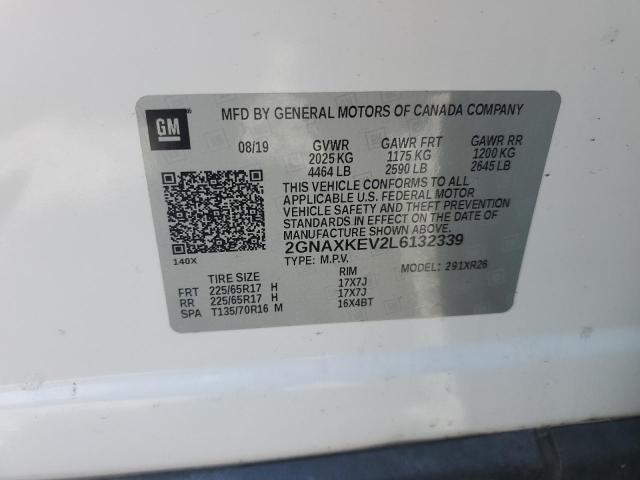 GM
MFD BY GENERAL MOTORS OF CANADA COMPANY
08/19 GVWR GAWR FRT GAWR RR
2025 KG 1175 KG 1200 KG
4464 LB 2590 LB 2645 LB
THIS VEHICLE CONFORMS TO ALL
APPLICABLE U.S. FEDERAL MOTOR
VEHICLE SAFETY AND THEFT PREVENTION
STANDARDS IN EFFECT ON THE DATE OF
MANUFACTURE SHOWN ABOVE.
2GNAXKEV2L6132339
140X TYPE: M.P.V. MODEL: 291XR26
TIRE SIZE RIM
FRT 225/65R17 H 17X7J
RR 225/65R17 H 17X7J
SPA T135/70R16 M 16X4BT